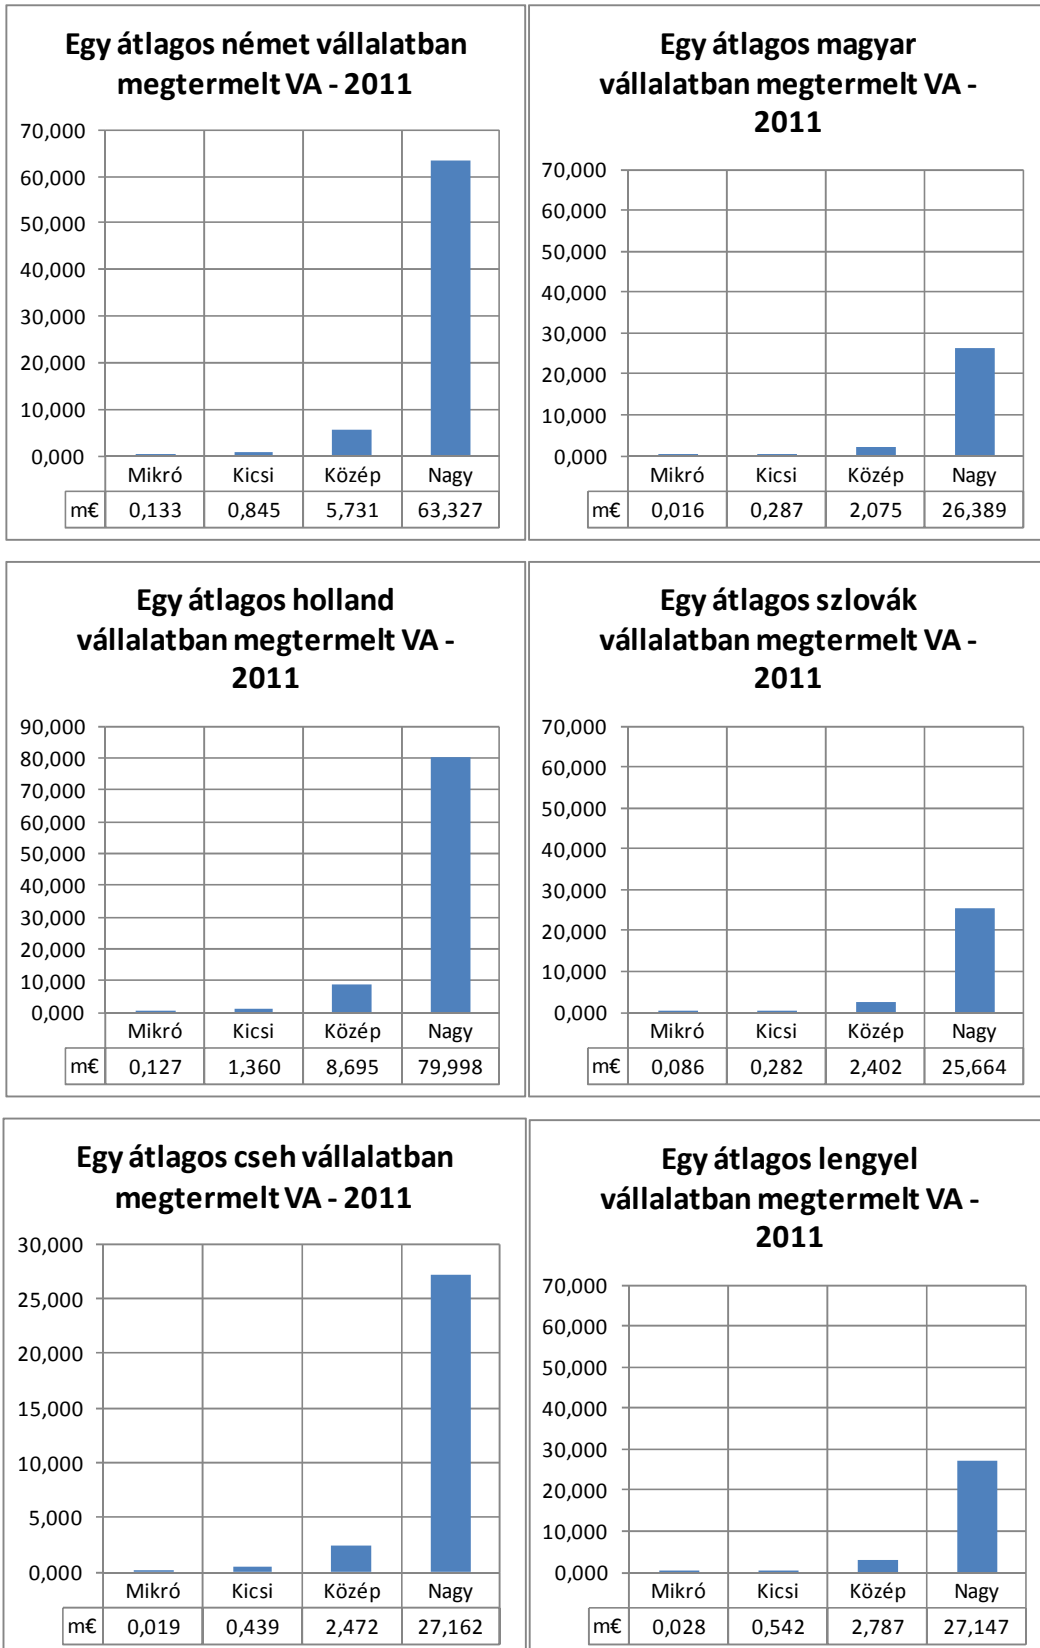 Egy átlagos német vállalatban
megtermelt VA - 2011
70,000
60,000
50,000
40,000
30,000
20,000
10,000
0,000
Mikró Kicsi Közép Nagy
m€ 0,133 0,845 5,731 63,327
Egy átlagos magyar
vállalatban megtermelt VA -
2011
70,000
60,000
50,000
40,000
30,000
20,000
10,000
0,000
Mikró Kicsi Közép Nagy
m€ 0,016 0,287 2,075 26,389
Egy átlagos holland
vállalatban megtermelt VA -
2011
90,000
80,000
70,000
60,000
50,000
40,000
30,000
20,000
10,000
0,000
Mikró Kicsi Közép Nagy
m€ 0,127 1,360 8,695 79,998
Egy átlagos szlovák
vállalatban megtermelt VA -
2011
70,000
60,000
50,000
40,000
30,000
20,000
10,000
0,000
Mikró Kicsi Közép Nagy
m€ 0,086 0,282 2,402 25,664
Egy átlagos cseh vállalatban
megtermelt VA - 2011
30,000
25,000
20,000
15,000
10,000
5,000
0,000
Mikró Kicsi Közép Nagy
m€ 0,019 0,439 2,472 27,162
Egy átlagos lengyel
vállalatban megtermelt VA -
2011
70,000
60,000
50,000
40,000
30,000
20,000
10,000
0,000
Mikró Kicsi Közép Nagy
m€ 0,028 0,542 2,787 27,147